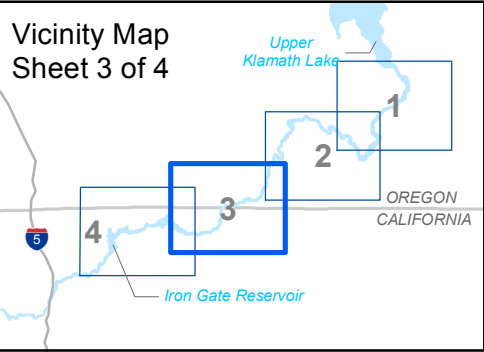 Vicinity Map
Sheet 3 of 4
Upper
Klamath Lake
1
2
OREGON
3
CALIFORNIA
4
5
Iron Gate Reservoir